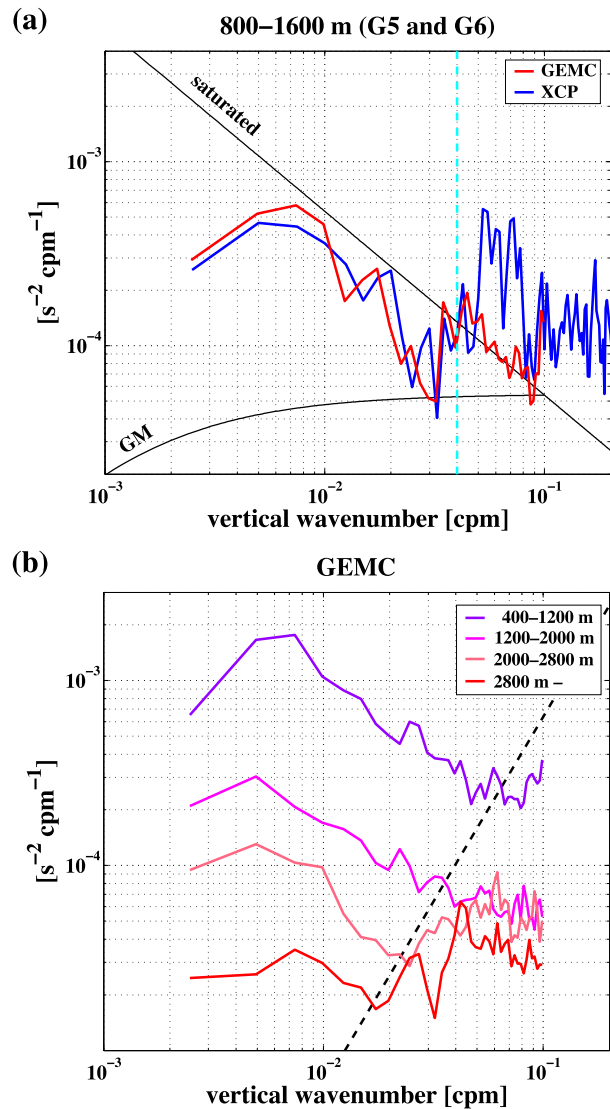 (a)
800–1600 m (G5 and G6)
GEMC
XCP
saturated
GM
10⁻³
10⁻⁴
[s⁻² cpm⁻¹]
10⁻³
10⁻²
10⁻¹
vertical wavenumber [cpm]
(b)
GEMC
400–1200 m
1200–2000 m
2000–2800 m
2800 m –
10⁻³
10⁻⁴
[s⁻² cpm⁻¹]
10⁻³
10⁻²
10⁻¹
vertical wavenumber [cpm]